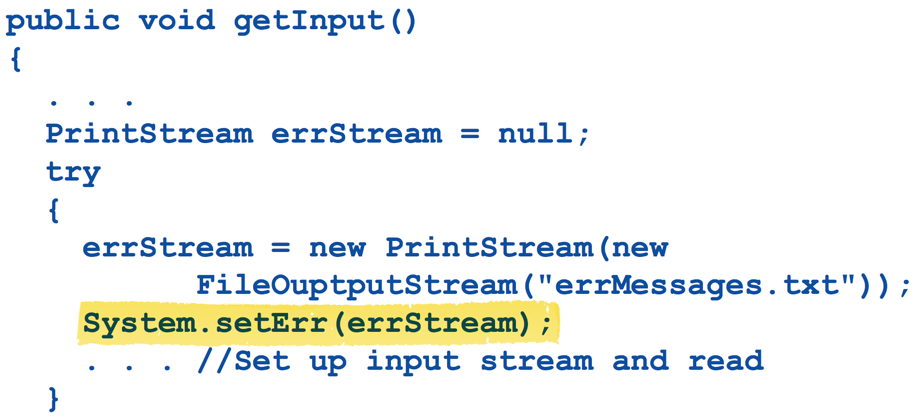 public void getInput()
{
. . .
PrintStream errStream = null;
try
{
errStream = new PrintStream(new
FileOuptputStream("errMessages.txt"));
System.setErr(errStream);
. . . //Set up input stream and read
}